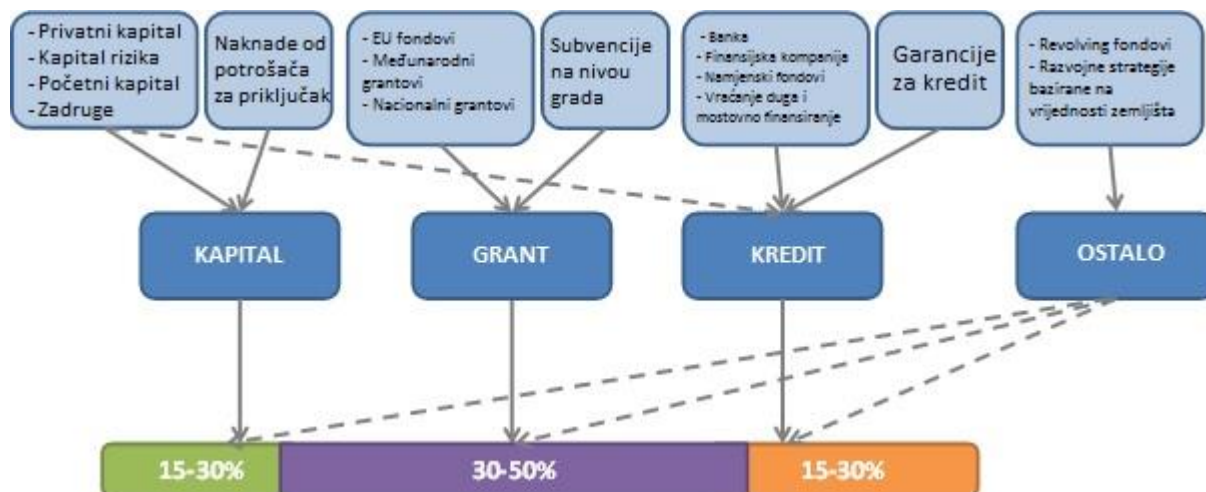 - Privatni kapital
- Kapital rizika
- Početni kapital
- Zadruge
Naknade od
potrošača
za priključak
- EU fondovi
- Međunarodni
grantovi
- Nacionalni grantovi
Subvencije
na nivou
grada
- Banka
- Finansijska kompanija
- Namjenski fondovi
- Vraćanje duga i
mostovno finansiranje
Garancije
za kredit
- Revolving fondovi
- Razvojne strategije
bazirane na
vrijednosti zemljišta
KAPITAL
GRANT
KREDIT
OSTALO
15-30%
30-50%
15-30%